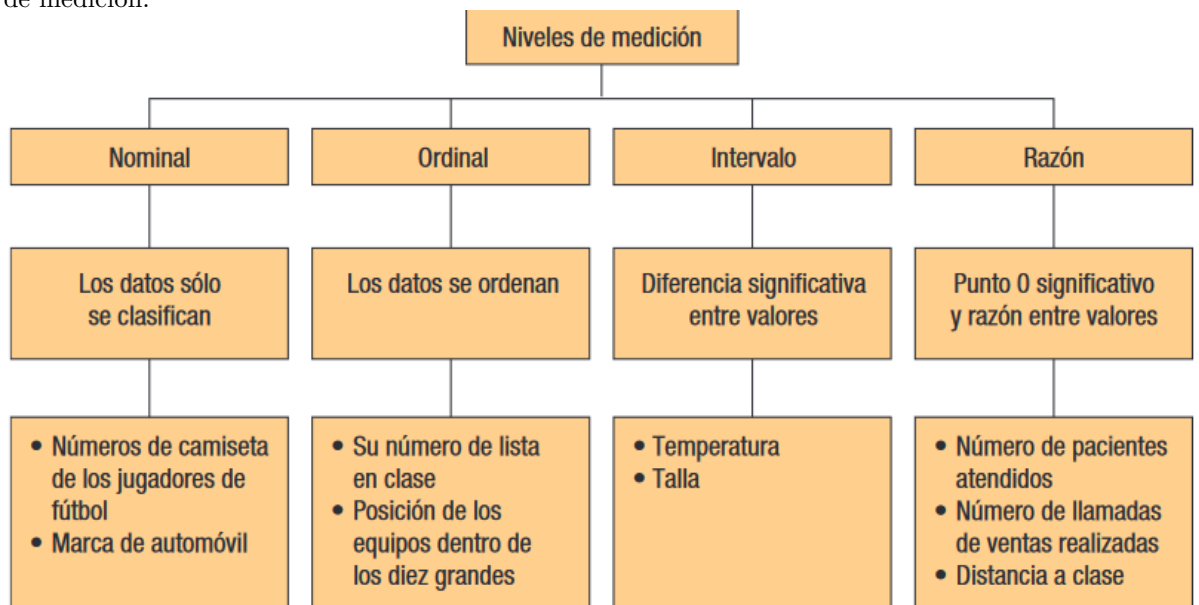 de medición.
Niveles de medición
Nominal
Ordinal
Intervalo
Razón
Los datos sólo
se clasifican
Los datos se ordenan
Diferencia significativa
entre valores
Punto 0 significativo
y razón entre valores
• Números de camiseta
de los jugadores de
fútbol
• Marca de automóvil
• Su número de lista
en clase
• Posición de los
equipos dentro de
los diez grandes
• Temperatura
• Talla
• Número de pacientes
atendidos
• Número de llamadas
de ventas realizadas
• Distancia a clase